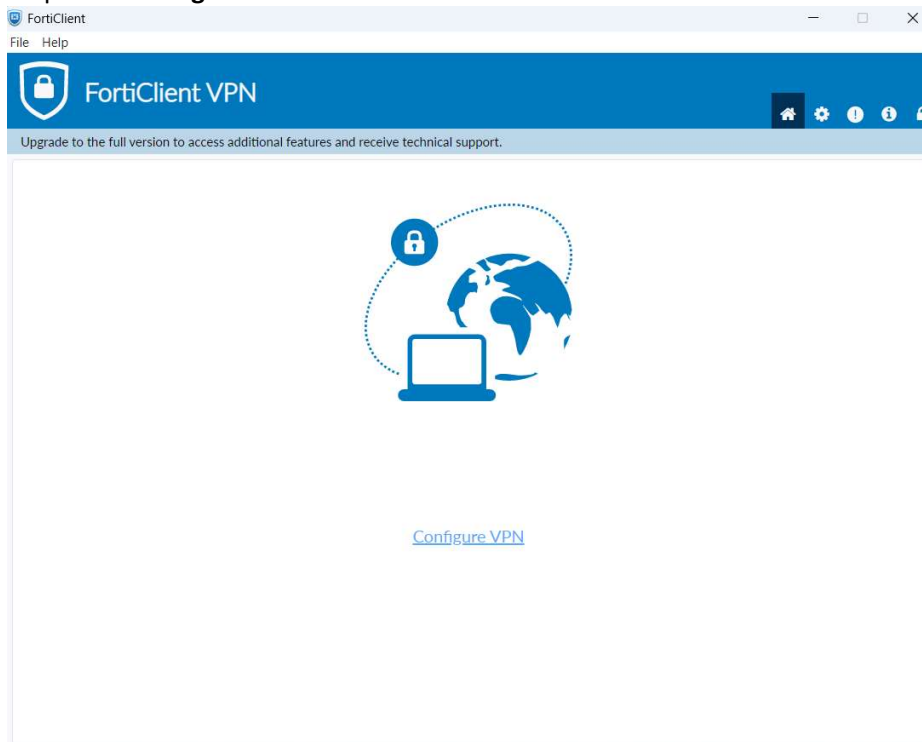 FortiClient
File Help
FortiClient VPN
Upgrade to the full version to access additional features and receive technical support.
Configure VPN